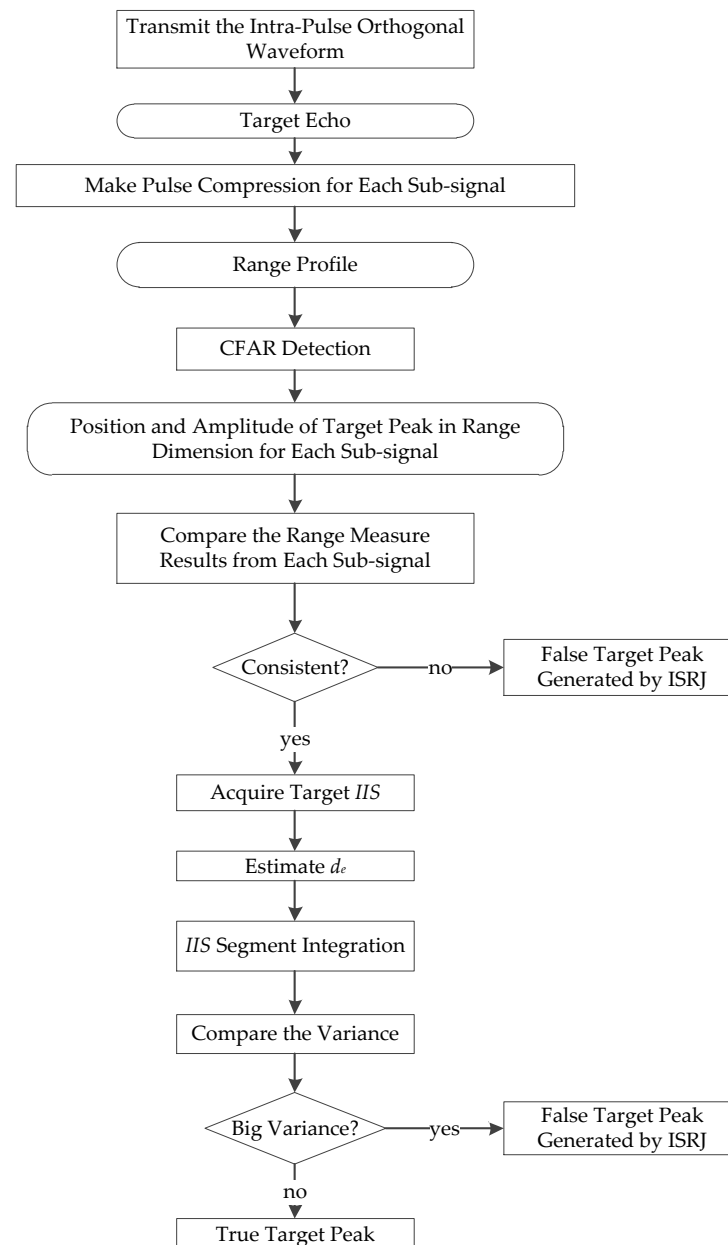 Transmit the Intra-Pulse Orthogonal
Waveform
Target Echo
Make Pulse Compression for Each Sub-signal
Range Profile
CFAR Detection
Position and Amplitude of Target Peak in Range
Dimension for Each Sub-signal
Compare the Range Measure
Results from Each Sub-signal
Consistent?
no
False Target Peak
Generated by ISRJ
yes
Acquire Target IIS
Estimate de
IIS Segment Integration
Compare the Variance
Big Variance?
yes
False Target Peak
Generated by ISRJ
no
True Target Peak